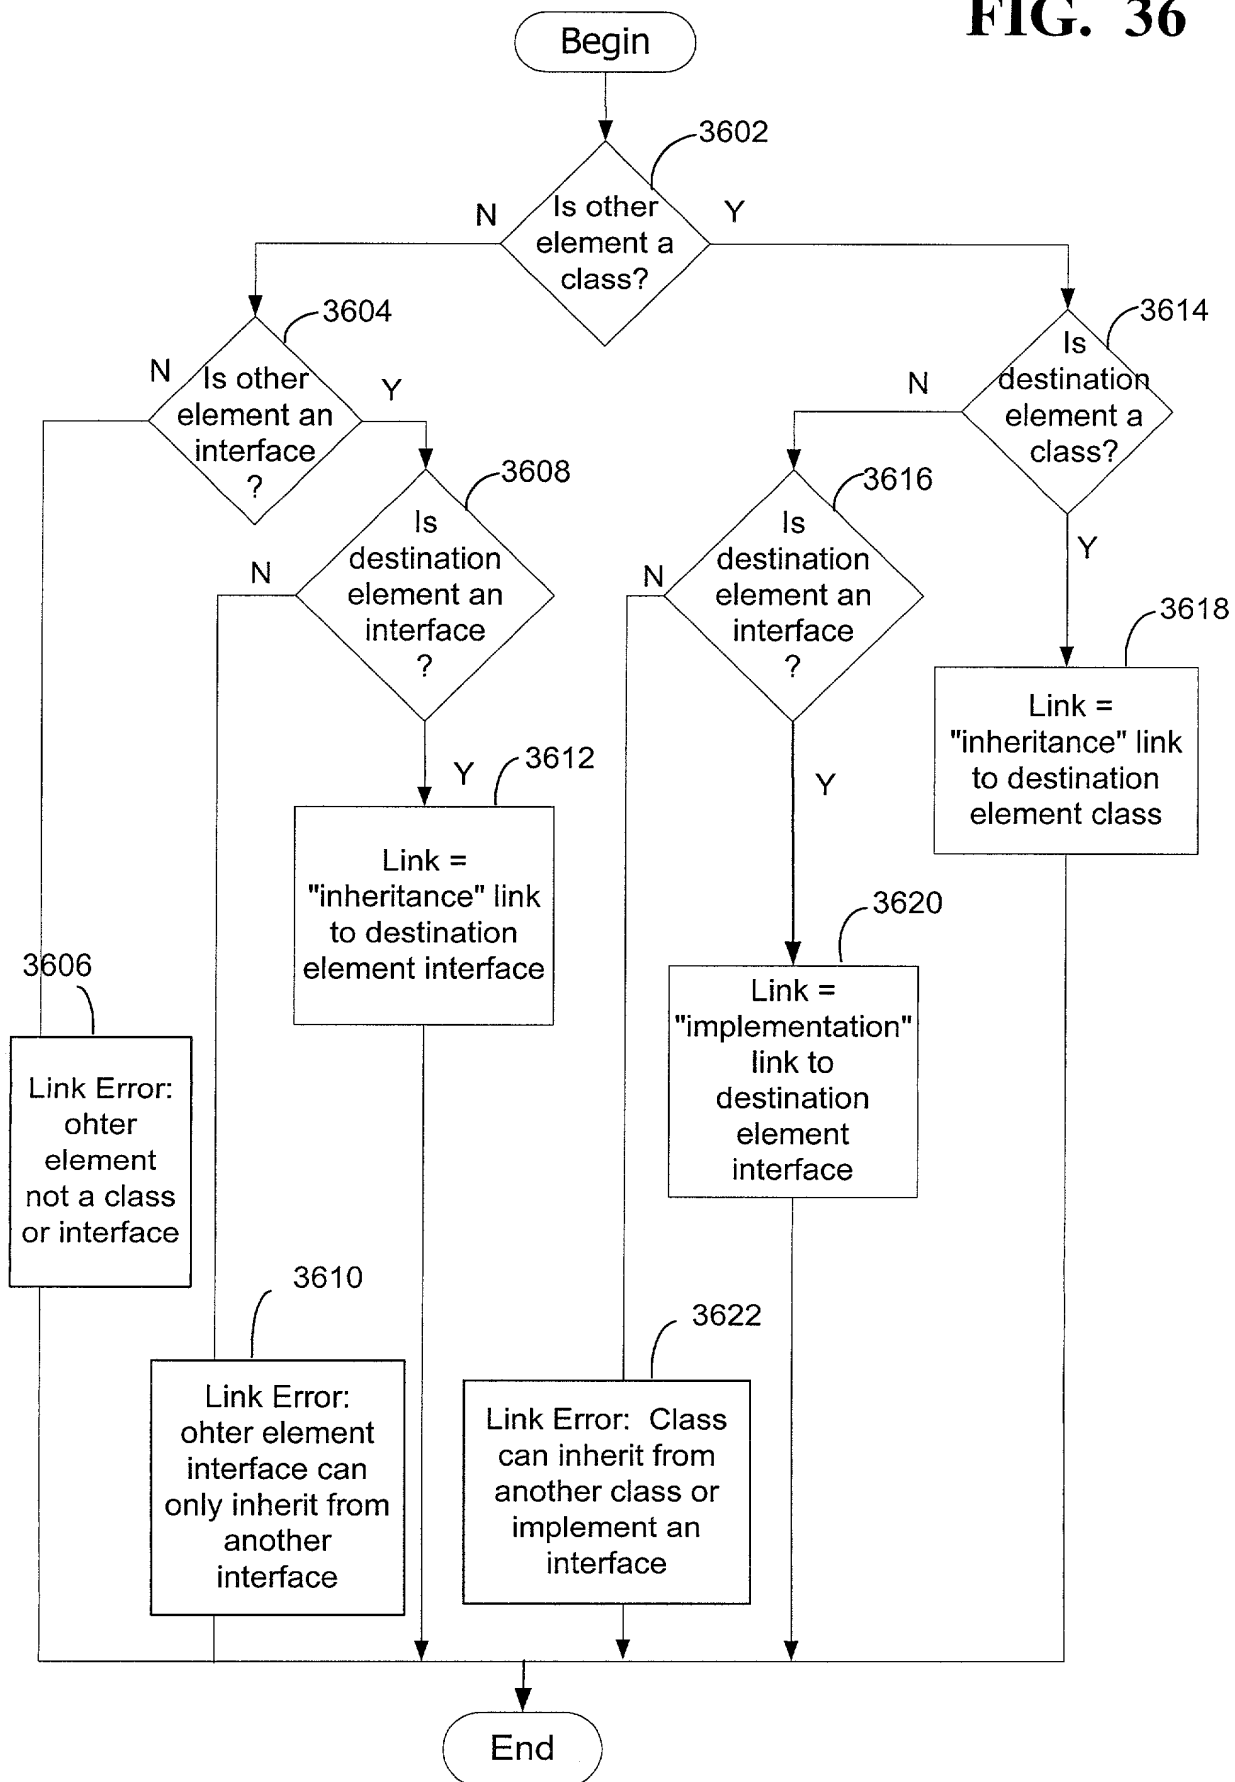 FIG. 36
Begin
3602
Is other
element a
class?
N
Y
3604
Is other
element an
interface
?
N
Y
3614
Is
destination
element a
class?
N
Y
3608
Is
destination
element an
interface
?
N
Y
3616
Is
destination
element an
interface
?
N
Y
3618
Link =
"inheritance" link
to destination
element class
3612
Link =
"inheritance" link
to destination
element interface
3620
Link =
"implementation"
link to
destination
element
interface
3606
Link Error:
ohter
element
not a class
or interface
3610
Link Error:
ohter element
interface can
only inherit from
another
interface
3622
Link Error: Class
can inherit from
another class or
implement an
interface
End